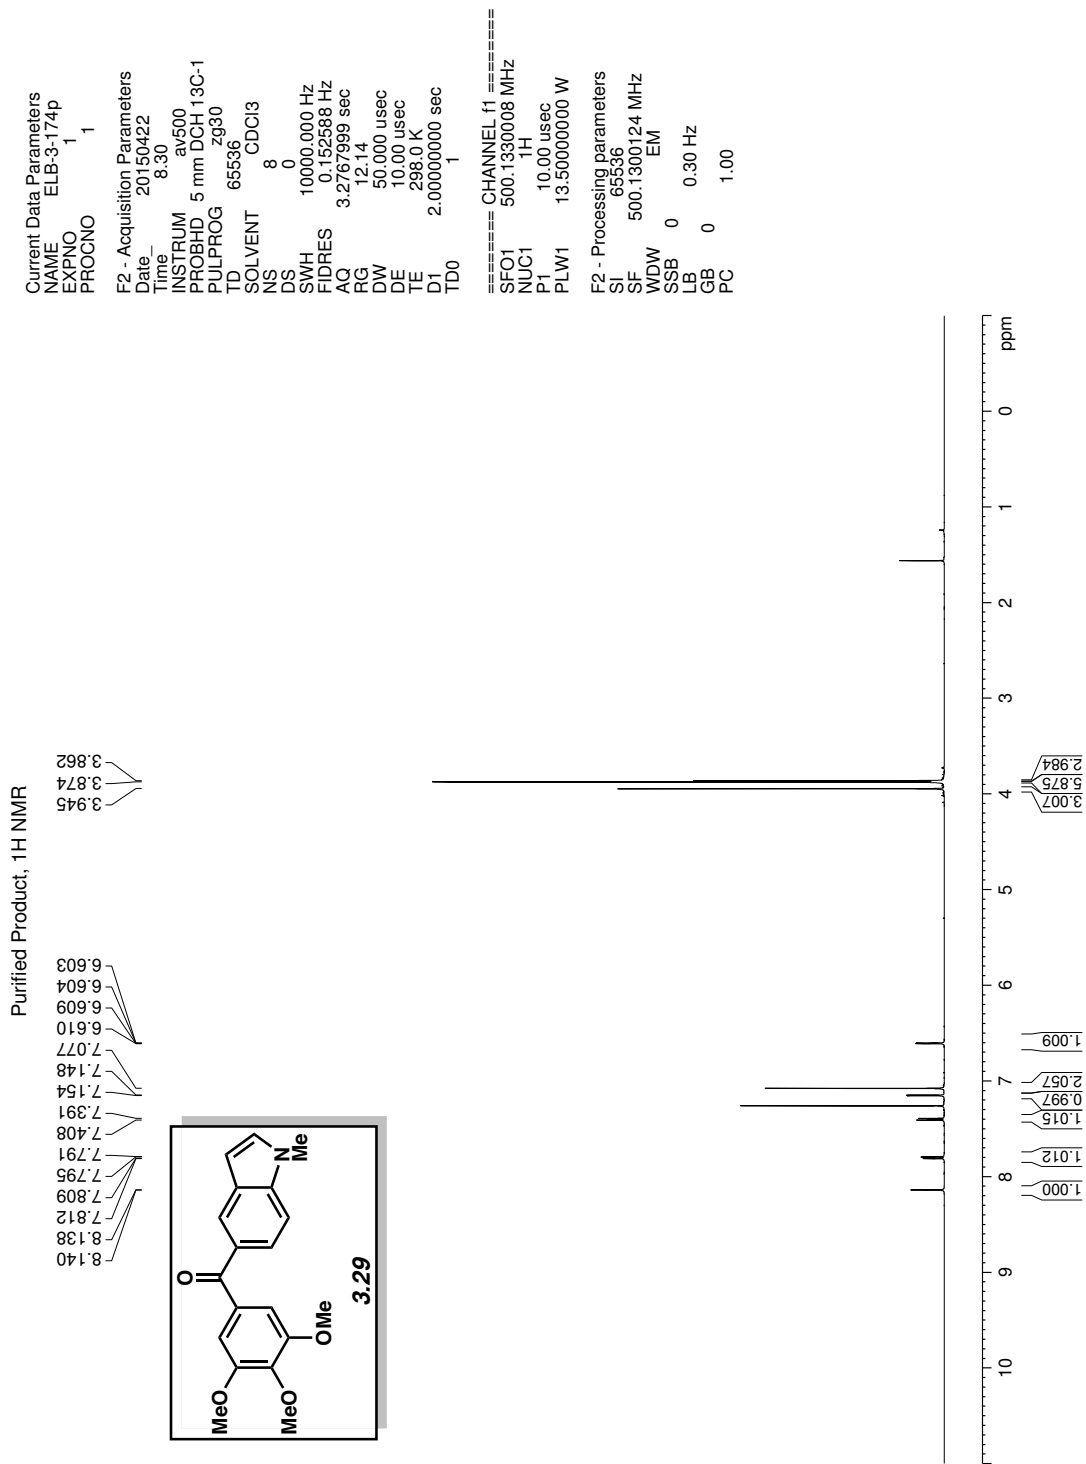 Purified Product, 1H NMR
Current Data Parameters
NAME ELB-3-174p
EXPNO 1
PROCNO 1
F2 - Acquisition Parameters
Date_ 20150422
Time 8.30
INSTRUM av500
PROBHD 5 mm DCH 13C-1
PULPROG zg30
TD 65536
SOLVENT CDCl3
NS 8
DS 0
SWH 10000.000 Hz
FIDRES 0.152588 Hz
AQ 3.2767999 sec
RG 12.14
DW 50.000 usec
DE 10.00 usec
TE 298.0 K
D1 2.00000000 sec
TD0 1
======== CHANNEL f1 ========
SFO1 500.1330008 MHz
NUC1 1H
P1 10.00 usec
PLW1 13.50000000 W
F2 - Processing parameters
SI 65536
SF 500.1300124 MHz
WDW EM
SSB 0
LB 0.30 Hz
GB 0
PC 1.00
8.140
8.138
7.812
7.809
7.795
7.791
7.408
7.391
7.154
7.148
7.077
6.610
6.609
6.604
6.603
3.945
3.874
3.862
O
MeO
MeO
OMe
N
Me
3.29
10 9 8 7 6 5 4 3 2 1 0 ppm
1.000
1.012
1.015
0.997
2.057
1.009
3.007
5.875
2.984